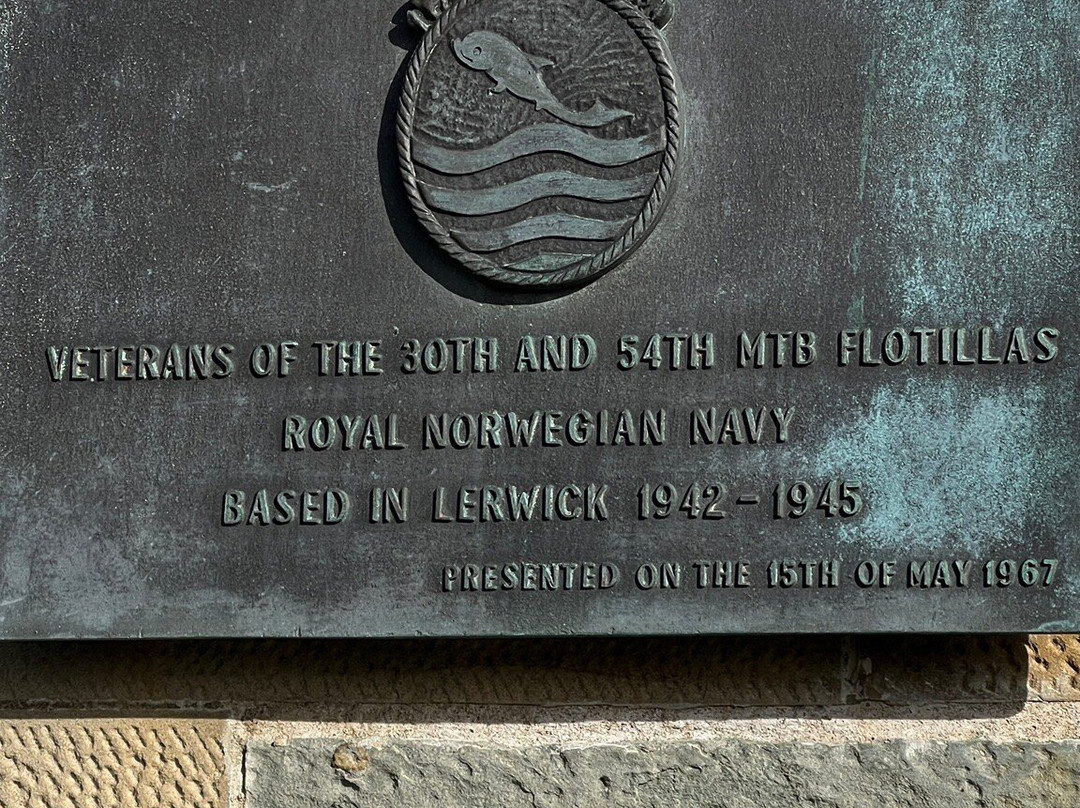 VETERANS OF THE 30TH AND 54TH MTB FLOTILLAS
ROYAL NORWEGIAN NAVY
BASED IN LERWICK 1942 - 1945
PRESENTED ON THE 15TH OF MAY 1967